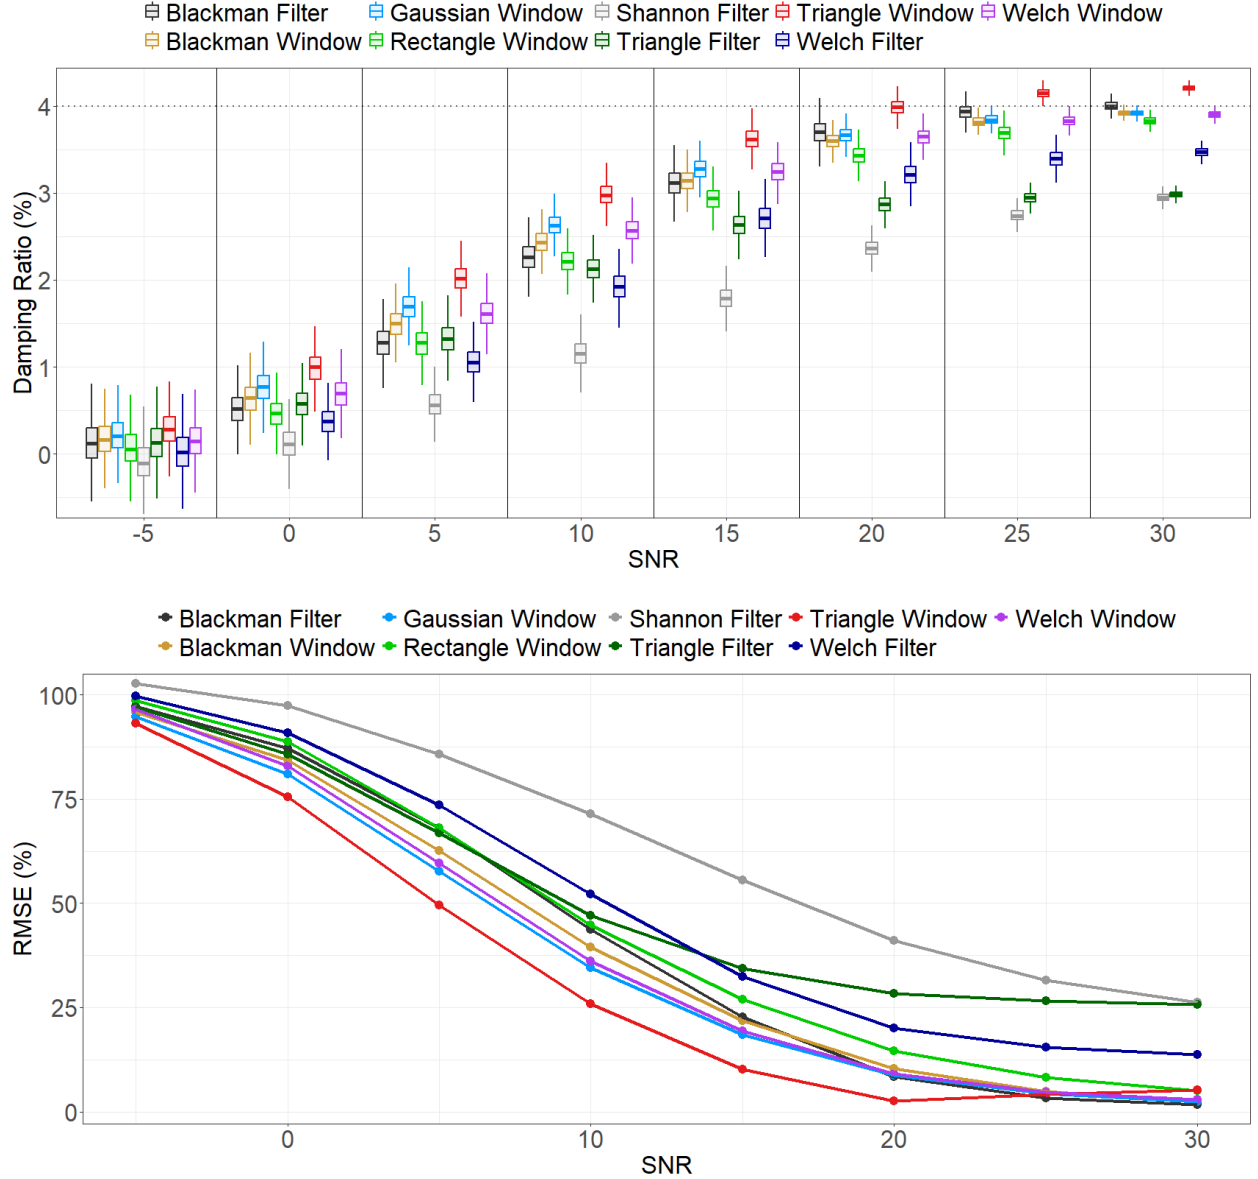 Blackman Filter Gaussian Window Shannon Filter Triangle Window Welch Window
Blackman Window Rectangle Window Triangle Filter Welch Filter
Damping Ratio (%)
4
3
2
1
0
-5 0 5 10 15 20 25 30
SNR
Blackman Filter Gaussian Window Shannon Filter Triangle Window Welch Window
Blackman Window Rectangle Window Triangle Filter Welch Filter
RMSE (%)
100
75
50
25
0
0 10 20 30
SNR